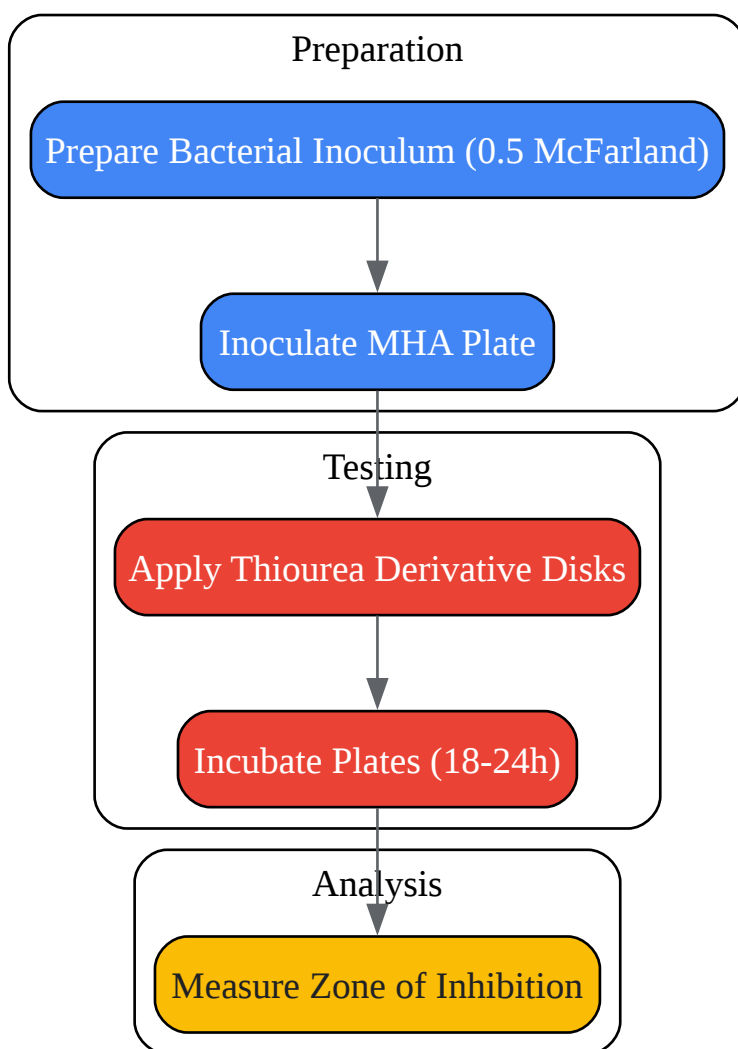 Preparation
Prepare Bacterial Inoculum (0.5 McFarland)
Inoculate MHA Plate
Testing
Apply Thiourea Derivative Disks
Incubate Plates (18-24h)
Analysis
Measure Zone of Inhibition